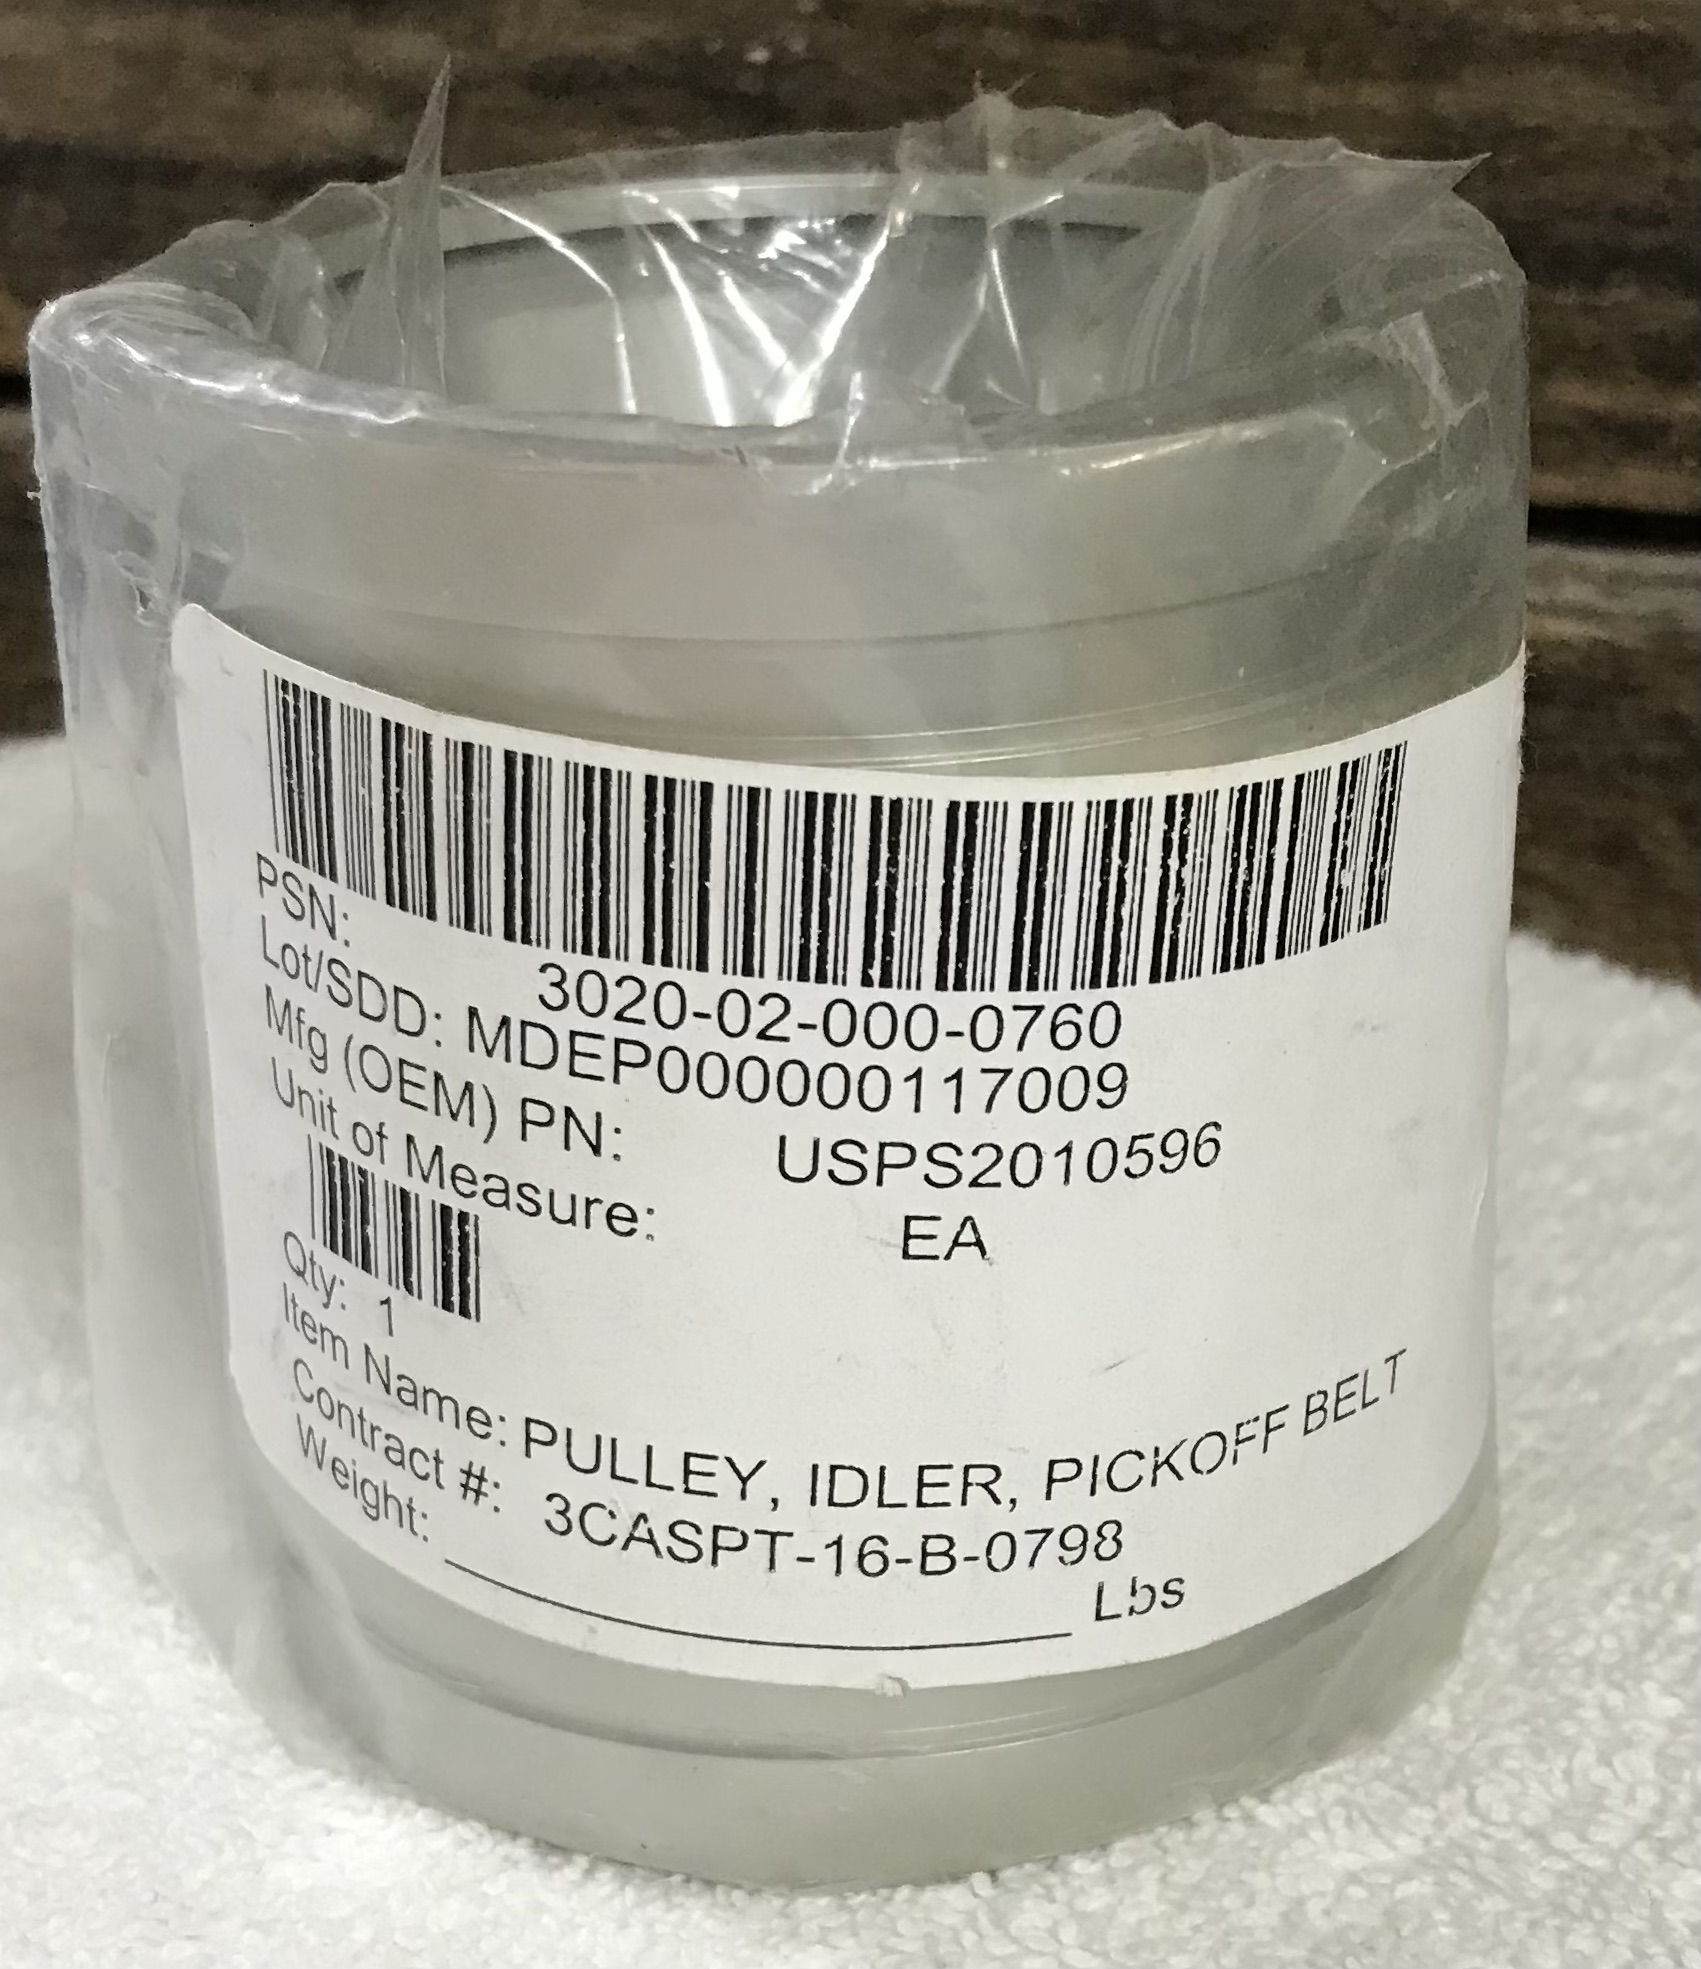 PSN: 3020-02-000-0760
Lot/SDD: MDEP000000117009
Mfg (OEM) PN: USPS2010596
Unit of Measure: EA
Qty: 1
Item Name: PULLEY, IDLER, PICKOFF BELT
Contract #: 3CASPT-16-B-0798
Weight: Lbs